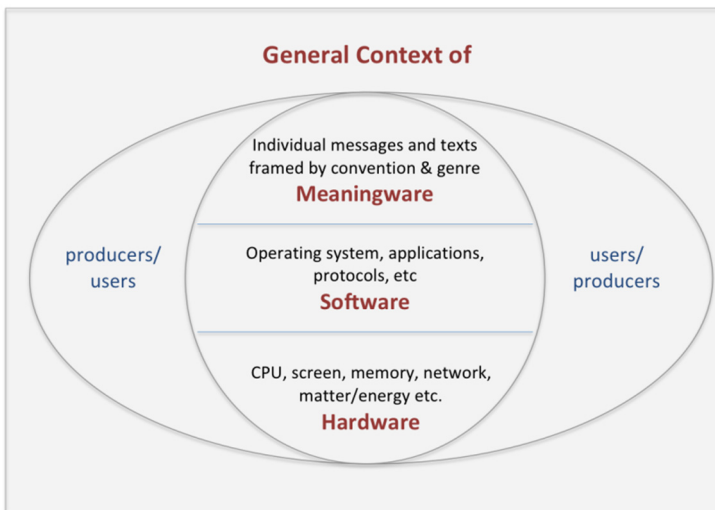 General Context of
Individual messages and texts
framed by convention & genre
Meaningware
producers/
users
Operating system, applications,
protocols, etc
Software
users/
producers
CPU, screen, memory, network,
matter/energy etc.
Hardware